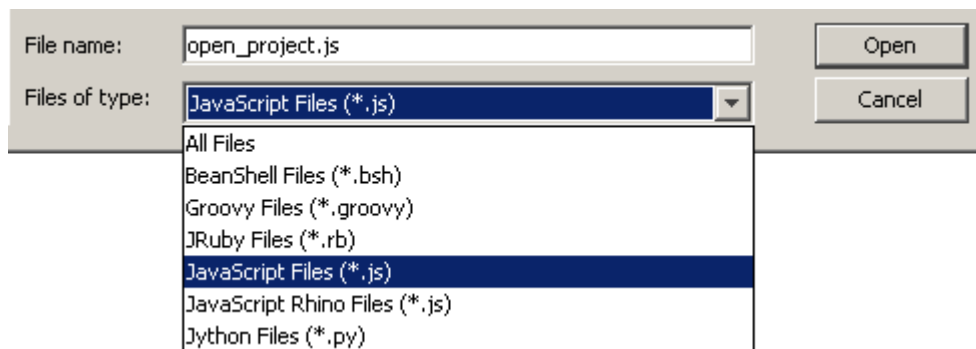 File name: open_project.js Open
Files of type: JavaScript Files (*.js) Cancel
All Files
BeanShell Files (*.bsh)
Groovy Files (*.groovy)
JRuby Files (*.rb)
JavaScript Files (*.js)
JavaScript Rhino Files (*.js)
Jython Files (*.py)